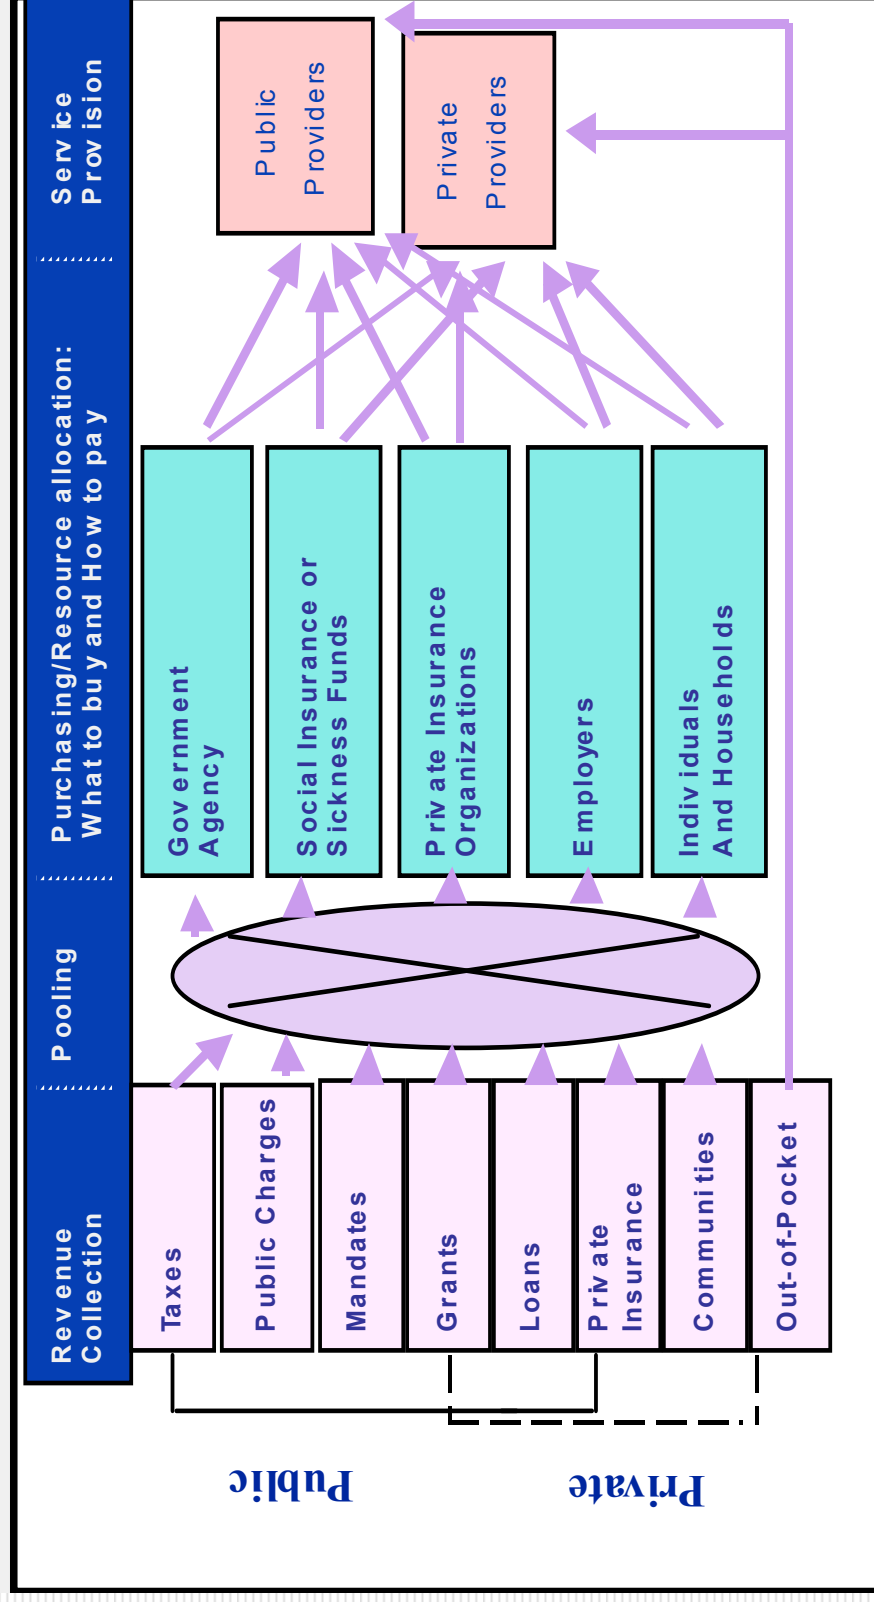 Revenue
Collection
Pooling
Purchasing/Resource allocation:
What to buy and How to pay
Service
Provision
Taxes
Public Charges
Mandates
Grants
Loans
Private
Insurance
Communities
Out-of-Pocket
Government
Agency
Social Insurance or
Sickness Funds
Private Insurance
Organizations
Employers
Individuals
And Households
Public
Providers
Private
Providers
Public
Private